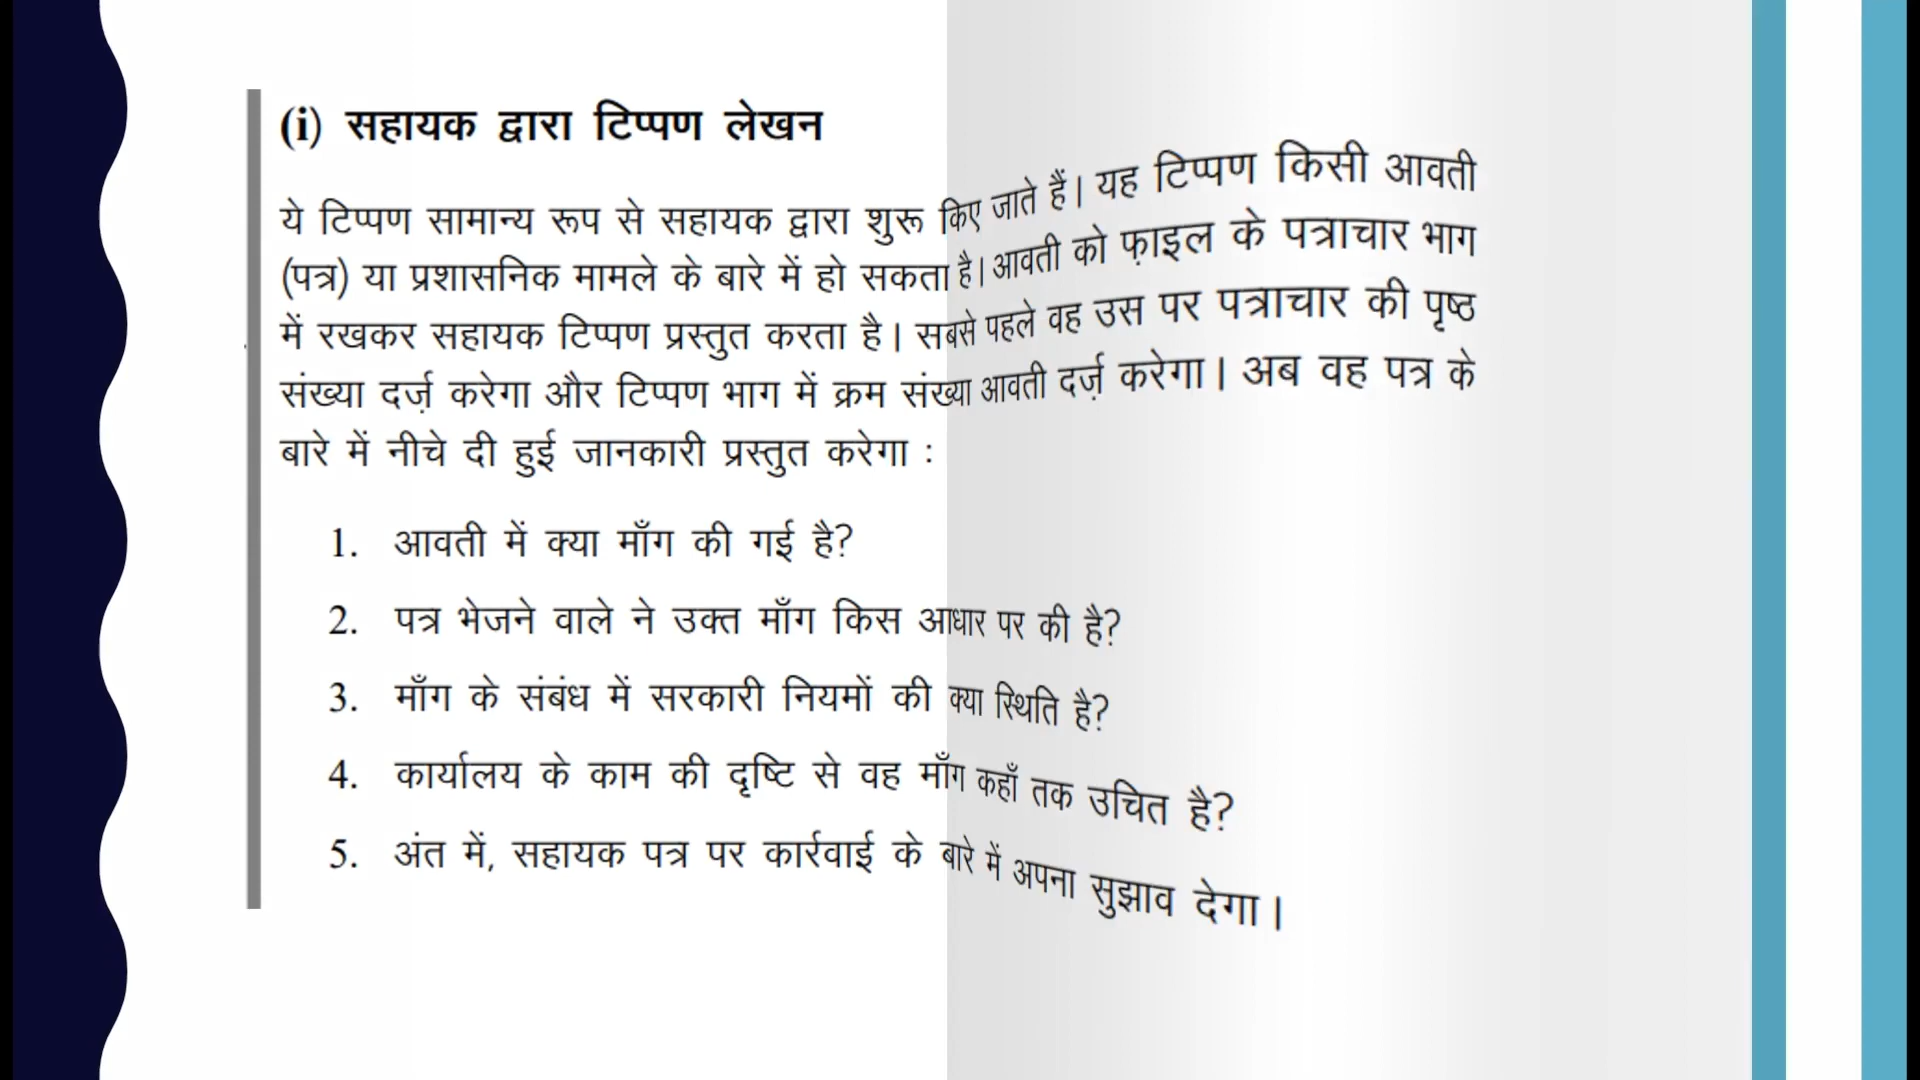 (i) सहायक द्वारा टिप्पण लेखन
ये टिप्पण सामान्य रूप से सहायक द्वारा शुरू किए जाते हैं। यह टिप्पण किसी आवती
(पत्र) या प्रशासनिक मामले के बारे में हो सकता है। आवती को फ़ाइल के पत्राचार भाग
में रखकर सहायक टिप्पण प्रस्तुत करता है। सबसे पहले वह उस पर पत्राचार की पृष्ठ
संख्या दर्ज़ करेगा और टिप्पण भाग में क्रम संख्या आवती दर्ज़ करेगा। अब वह पत्र के
बारे में नीचे दी हुई जानकारी प्रस्तुत करेगा :
1. आवती में क्या माँग की गई है?
2. पत्र भेजने वाले ने उक्त माँग किस आधार पर की है?
3. माँग के संबंध में सरकारी नियमों की क्या स्थिति है?
4. कार्यालय के काम की दृष्टि से वह माँग कहाँ तक उचित है?
5. अंत में, सहायक पत्र पर कार्रवाई के बारे में अपना सुझाव देगा।